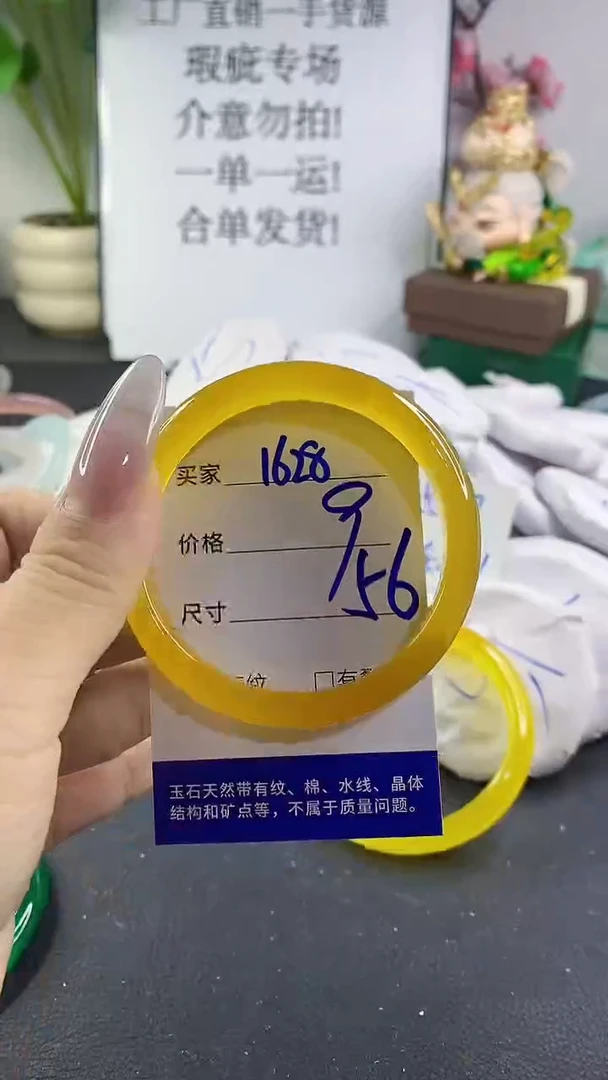 工厂直销一手货源
瑕疵专场
介意勿拍!
一单一运!
合单发货!
买家 1628
价格 9
尺寸 56
纹 □有
玉石天然带有纹、棉、水线、晶体
结构和矿点等，不属于质量问题。